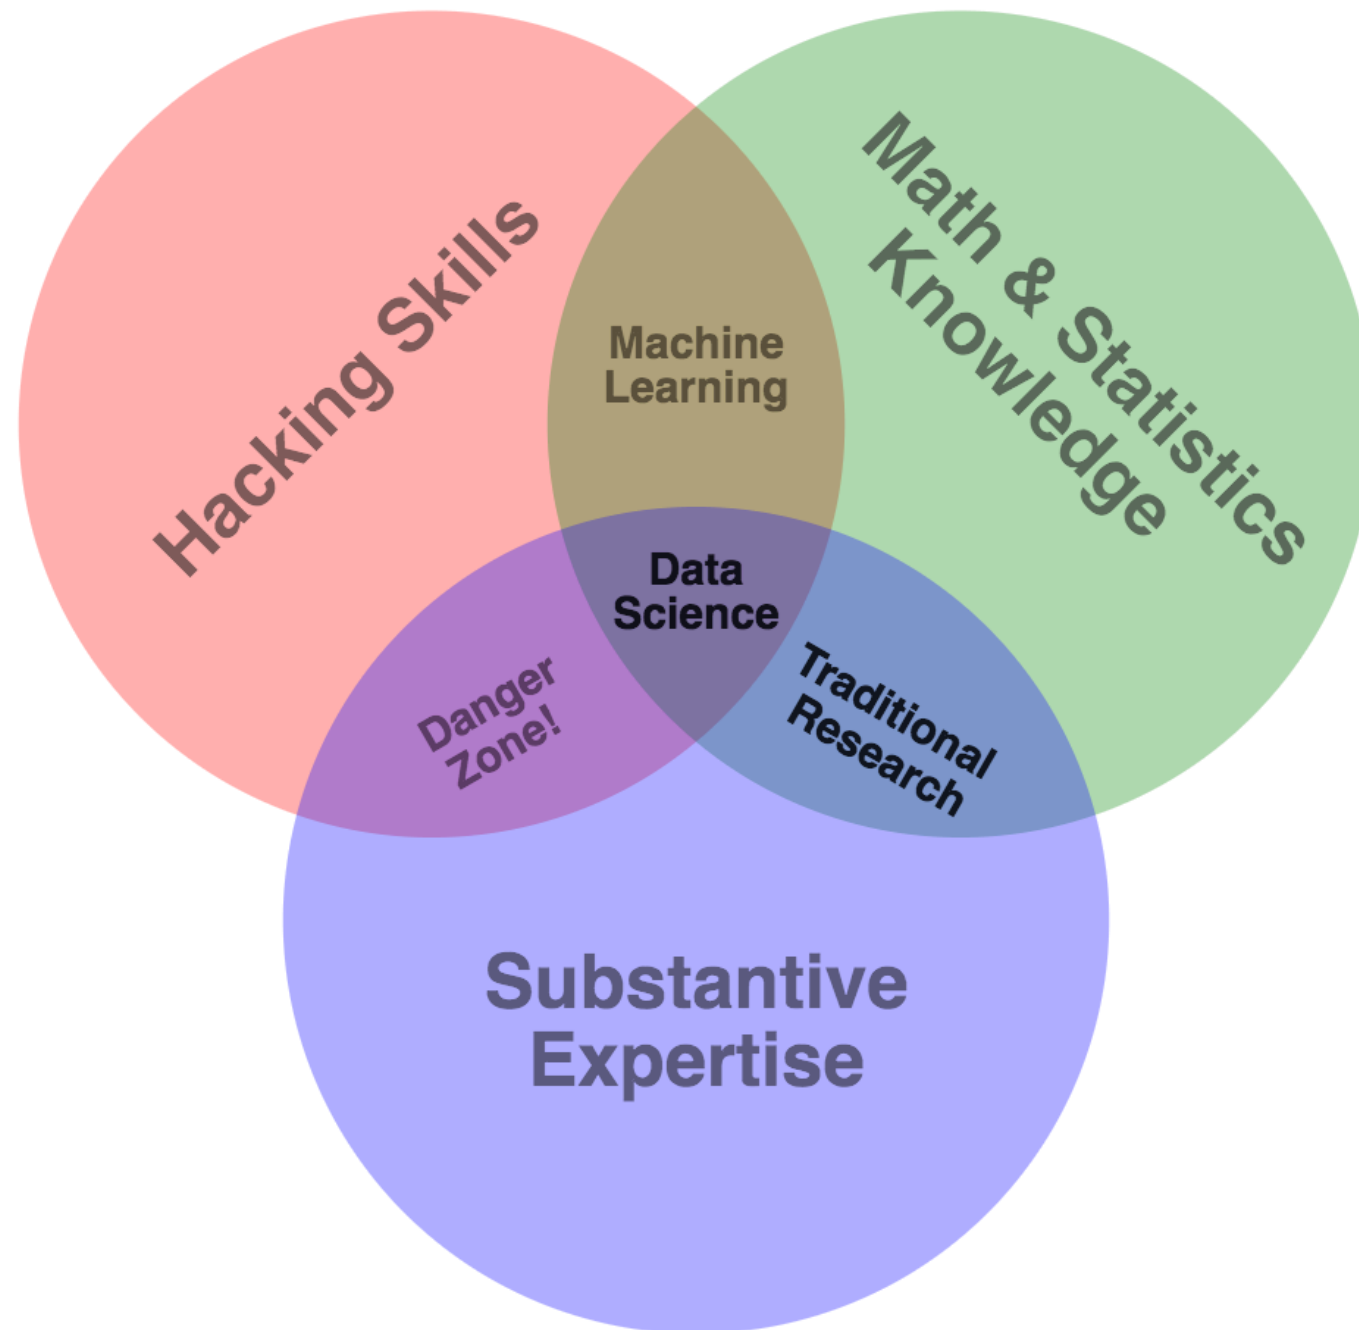 Hacking Skills
Math & Statistics
Knowledge
Machine
Learning
Data
Science
Danger
Zone!
Traditional
Research
Substantive
Expertise